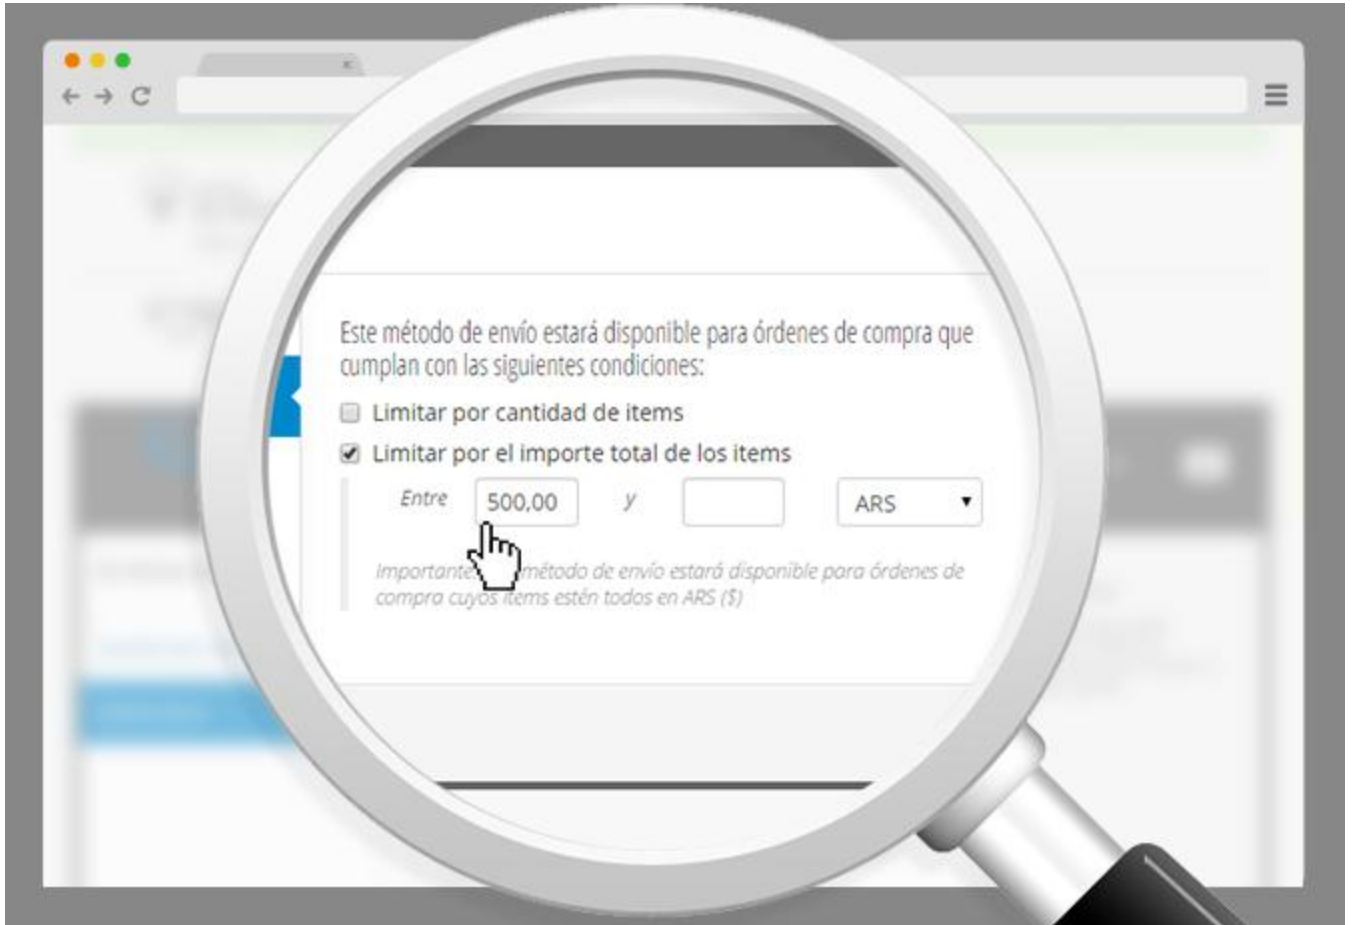 Este método de envío estará disponible para órdenes de compra que
cumplan con las siguientes condiciones:
Limitar por cantidad de items
Limitar por el importe total de los items
Entre 500,00 y ARS
Importante: método de envío estará disponible para órdenes de
compra cuyos items estén todos en ARS ($)